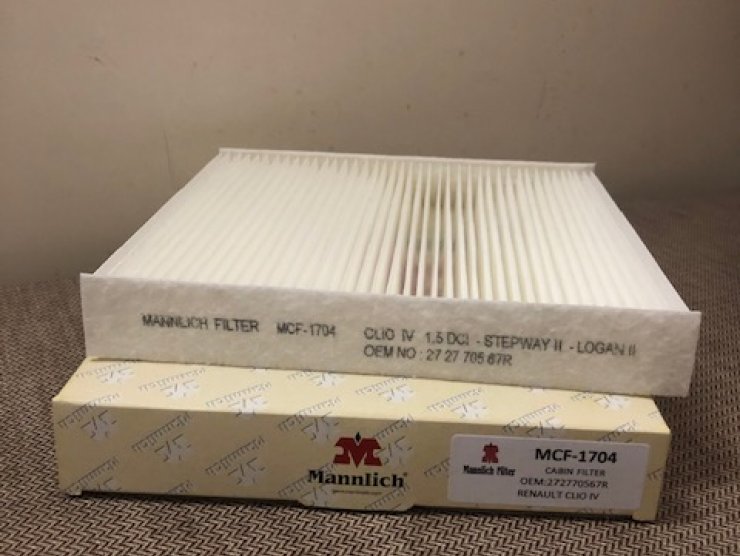 MANNLICH FILTER MCF-1704 CLIO IV 1.5 DCI - STEPWAY II - LOGAN II
OEM NO : 27 27 705 67R
Mannlich
Mannlich Filter
MCF-1704
CABIN FILTER
OEM:272770567R
RENAULT CLIO IV